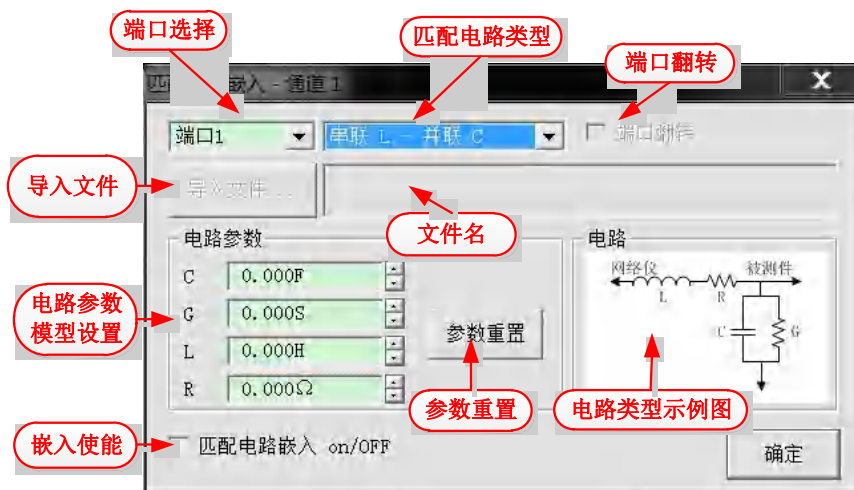 端口选择
匹配电路类型
端口翻转
嵌入 - 通道 1
X
端口1
串联 L - 并联 C
端口翻转
导入文件
导入文件...
文件名
电路参数
电路
C 0.000F
G 0.000S
L 0.000H
R 0.000Ω
电路参数
模型设置
参数重置
参数重置
网络仪
被测件
L
R
C
G
电路类型示例图
嵌入使能
匹配电路嵌入 on/OFF
确定